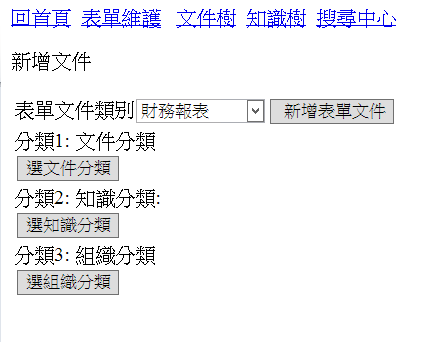 回首頁 表單維護 文件樹 知識樹 搜尋中心
新增文件
表單文件類別 財務報表 新增表單文件
分類1: 文件分類
選文件分類
分類2: 知識分類:
選知識分類
分類3: 組織分類
選組織分類